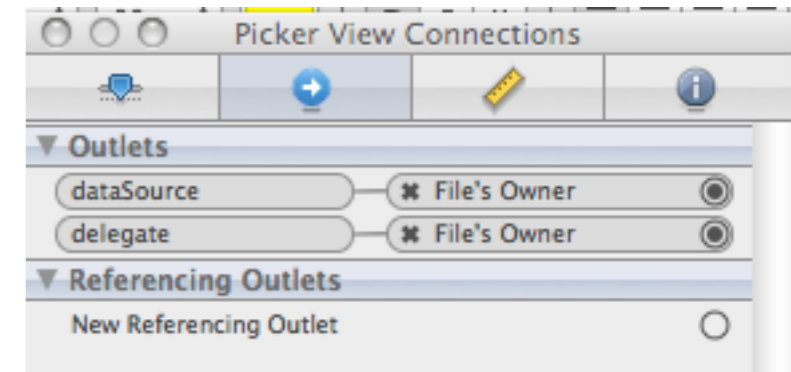 Picker View Connections
Outlets
dataSource File's Owner
delegate File's Owner
Referencing Outlets
New Referencing Outlet